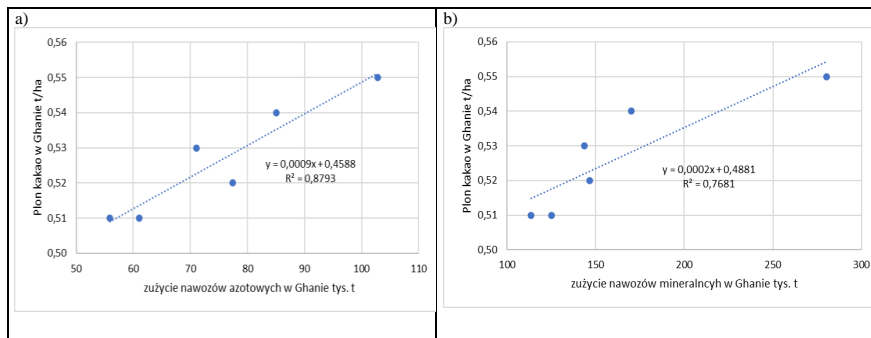 a)
0,56
0,55
0,54
0,53
0,52
0,51
0,50
Plon kakao w Ghanie t/ha
y = 0,0009x + 0,4588
R² = 0,8793
50 60 70 80 90 100 110
zużycie nawozów azotowych w Ghanie tys. t
b)
0,56
0,55
0,54
0,53
0,52
0,51
0,50
Plon kakao w Ghanie t/ha
y = 0,0002x + 0,4881
R² = 0,7681
100 150 200 250 300
zużycie nawozów mineralncyh w Ghanie tys. t